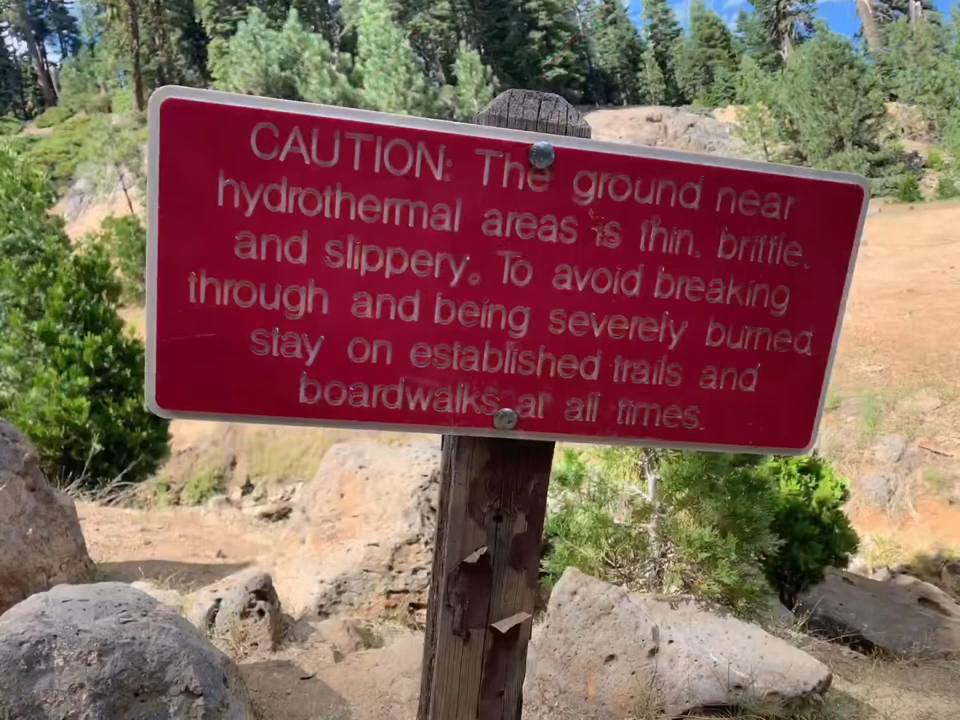 CAUTION: The ground near
hydrothermal areas is thin, brittle,
and slippery. To avoid breaking
through and being severely burned
stay on established trails and
boardwalks at all times.